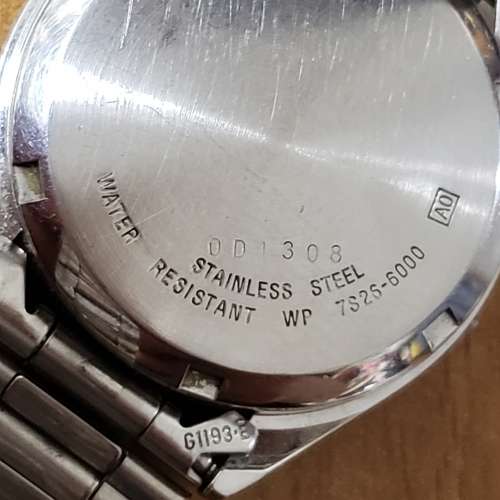 0D1308
STAINLESS STEEL
WATER RESISTANT WP 7S26-6000 A0
G1193·